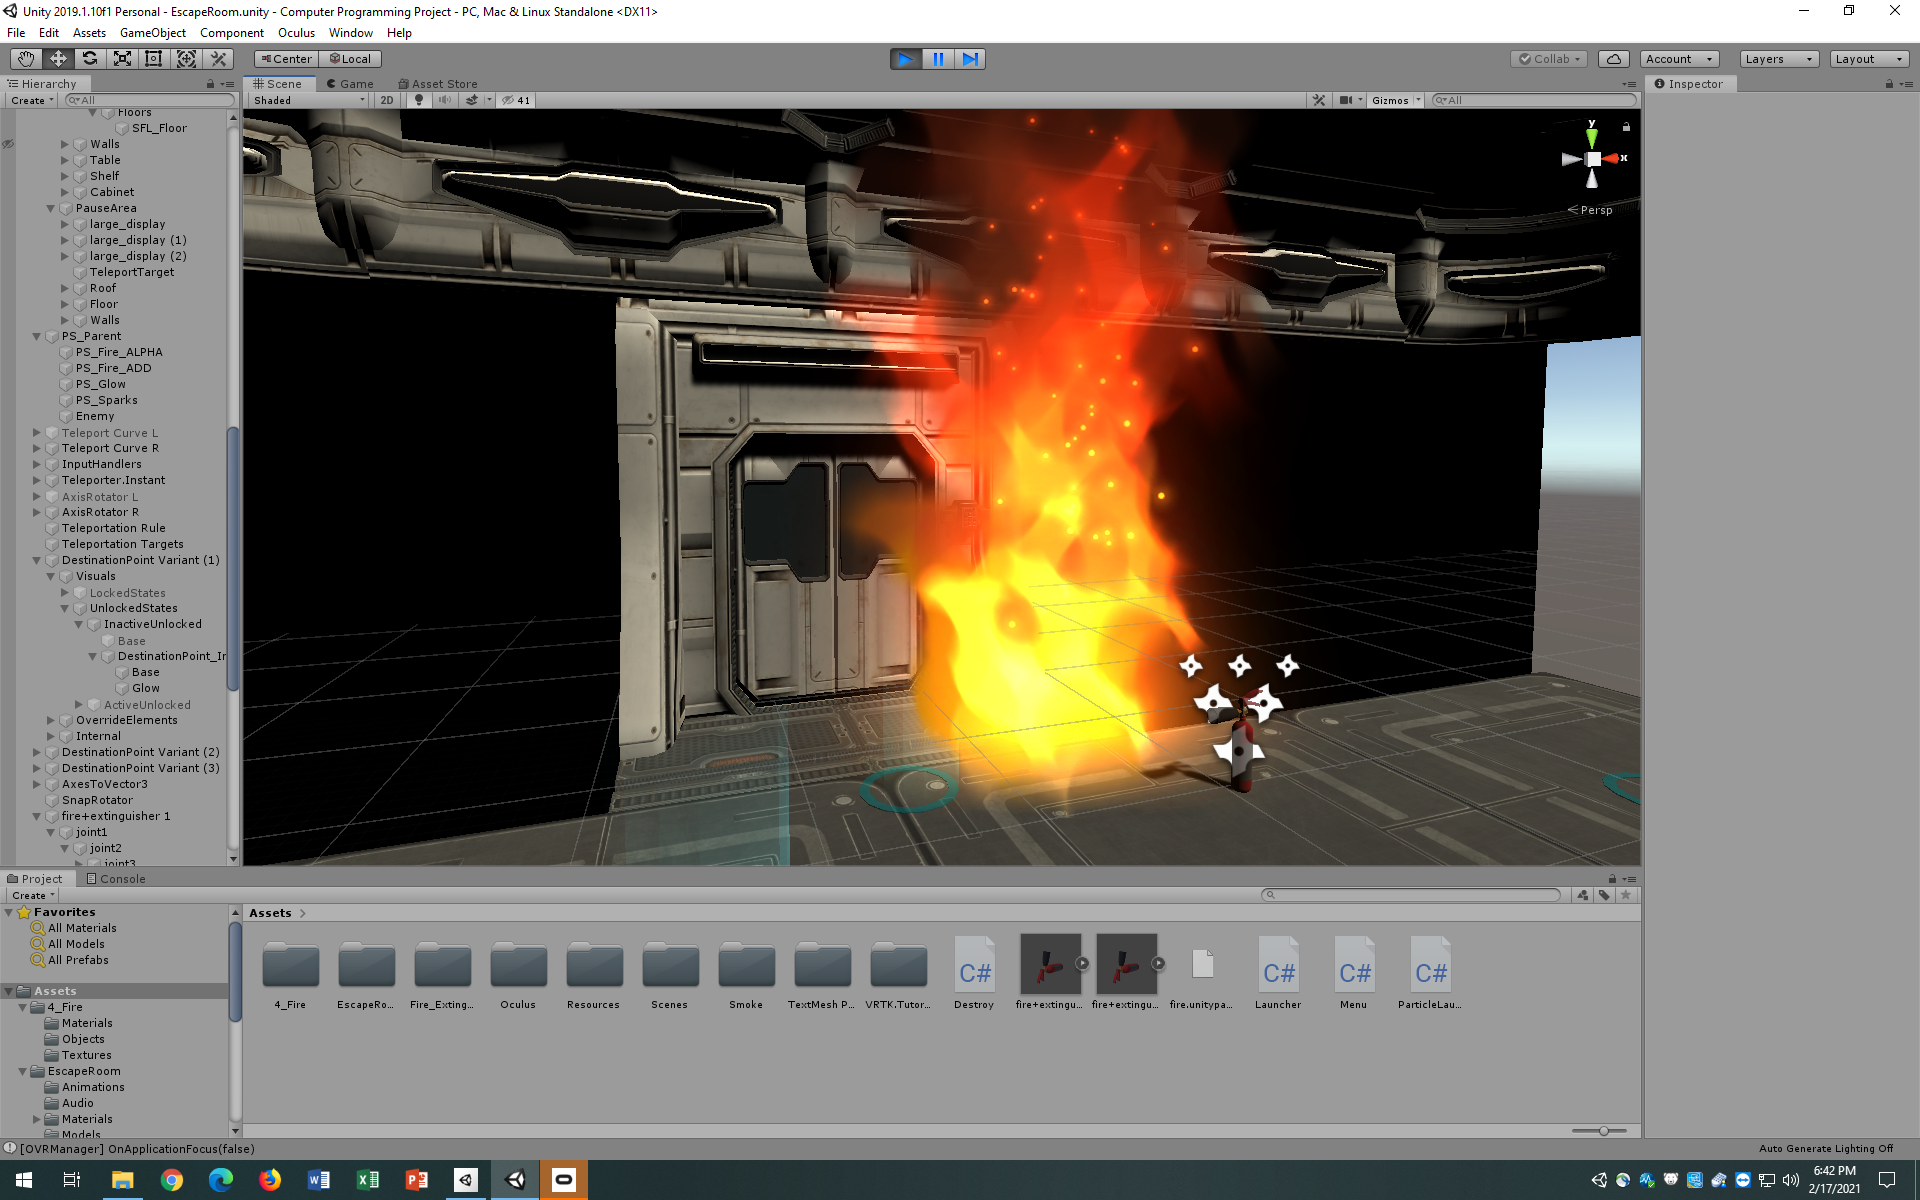 Unity 2019.1.10f1 Personal - EscapeRoom.unity - Computer Programming Project - PC, Mac & Linux Standalone <DX11>
File Edit Assets GameObject Component Oculus Window Help
Center Local Collab Account Layers Layout
Hierarchy
Create All
Floors
SFL_Floor
Walls
Table
Shelf
Cabinet
PauseArea
large_display
large_display (1)
large_display (2)
TeleportTarget
Roof
Floor
Walls
PS_Parent
PS_Fire_ALPHA
PS_Fire_ADD
PS_Glow
PS_Sparks
Enemy
Teleport Curve L
Teleport Curve R
InputHandlers
Teleporter.Instant
AxisRotator L
AxisRotator R
Teleportation Rule
Teleportation Targets
DestinationPoint Variant (1)
Visuals
LockedStates
UnlockedStates
InactiveUnlocked
Base
DestinationPoint_Ir
Base
Glow
ActiveUnlocked
OverrideElements
Internal
DestinationPoint Variant (2)
DestinationPoint Variant (3)
AxesToVector3
SnapRotator
fire+extinguisher 1
joint1
joint2
joint3
Scene Game Asset Store
Shaded 2D 41 Gizmos All
y
x
Persp
Inspector
Project Console
Create
Favorites
All Materials
All Models
All Prefabs
Assets
4_Fire
Materials
Objects
Textures
EscapeRoom
Animations
Audio
Materials
Models
Assets
C# C# C# C#
4_Fire EscapeRo... Fire_Exting... Oculus Resources Scenes Smoke TextMesh P... VRTK.Tutor... Destroy fire+extingu... fire+extingu... fire.unitypa... Launcher Menu ParticleLau...
[OVRManager] OnApplicationFocus(false)
Auto Generate Lighting Off
6:42 PM
2/17/2021